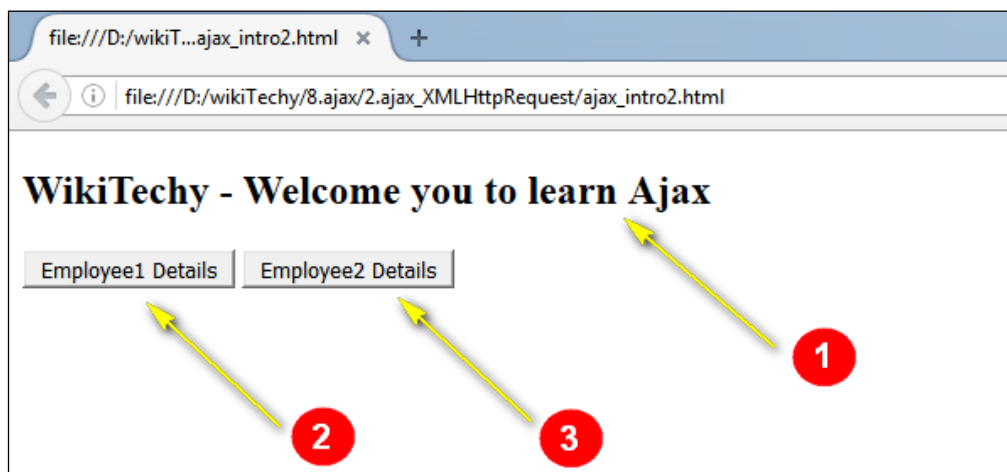 file:///D:/wikiT...ajax_intro2.html × +
file:///D:/wikiTechy/8.ajax/2.ajax_XMLHttpRequest/ajax_intro2.html
WikiTechy - Welcome you to learn Ajax
Employee1 Details Employee2 Details
1
2 3